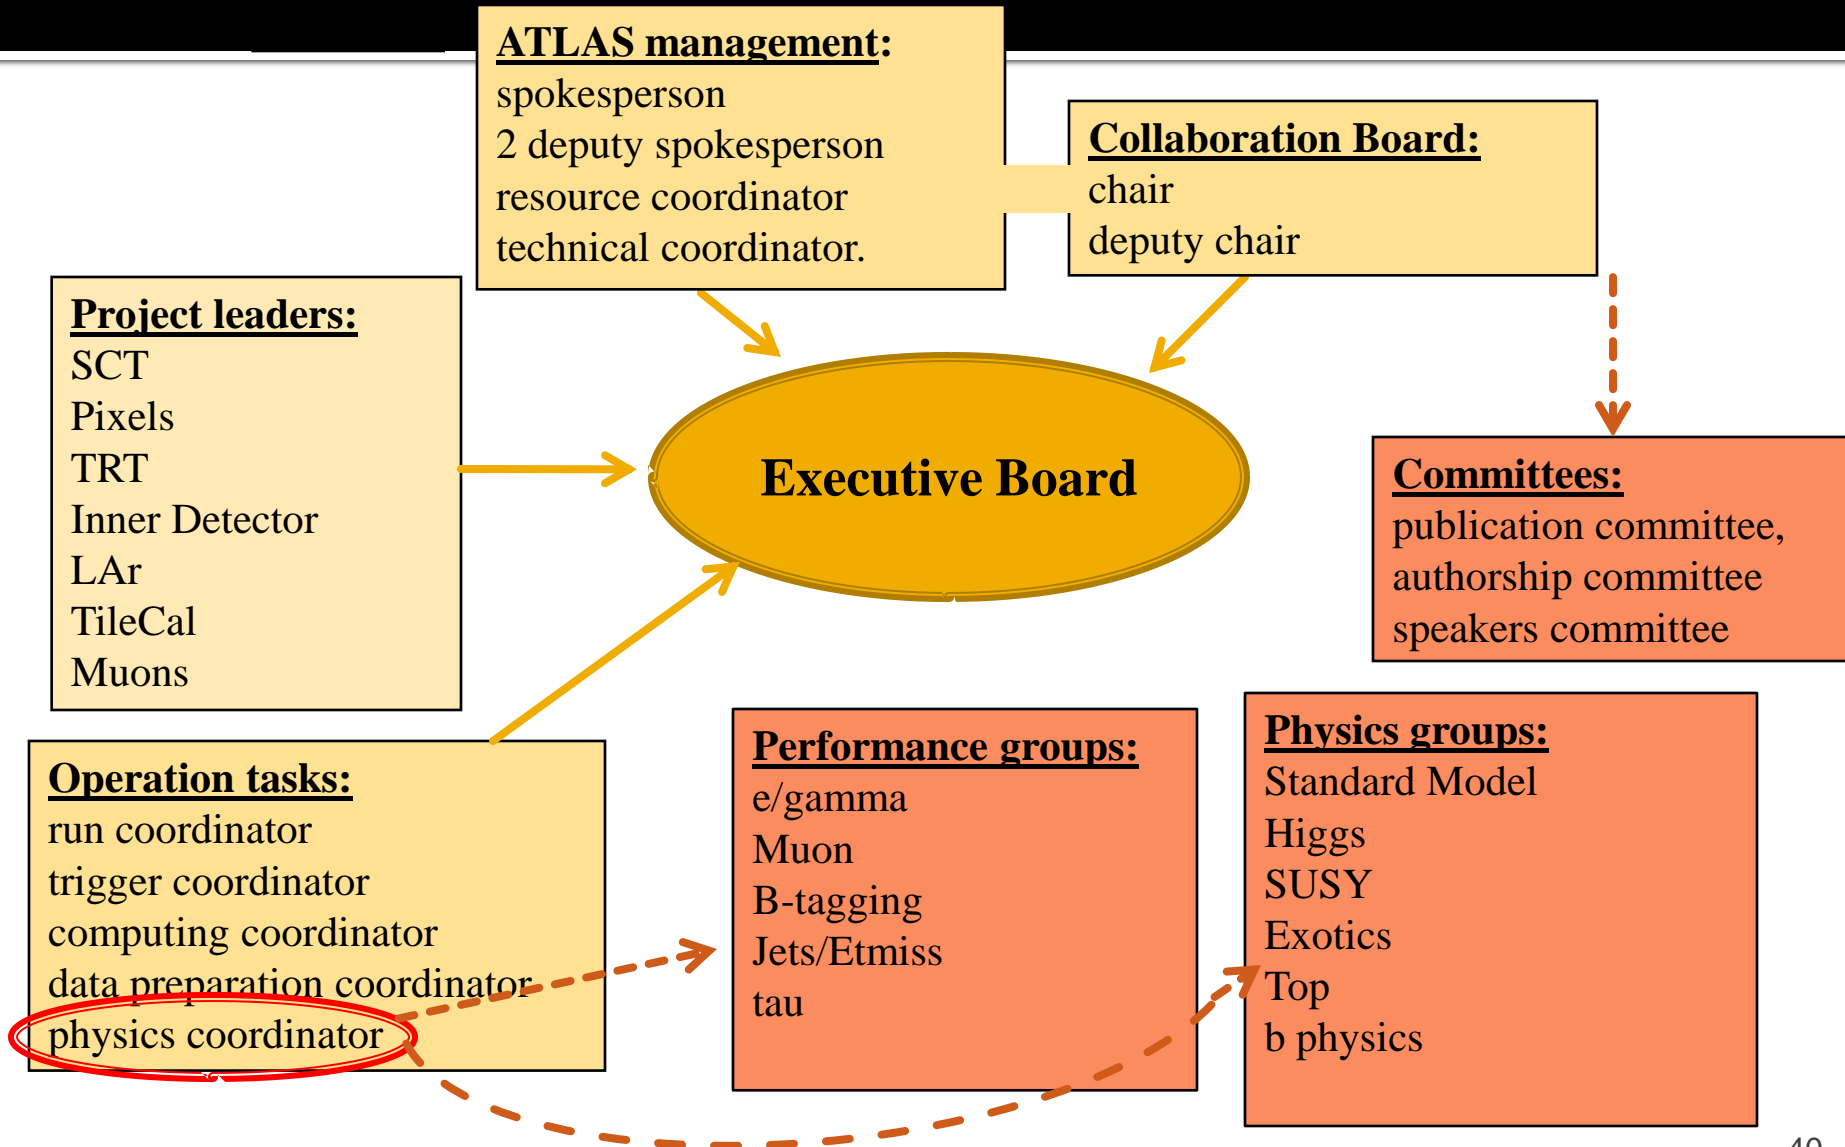 ATLAS management:
spokesperson
2 deputy spokesperson
resource coordinator
technical coordinator.
Collaboration Board:
chair
deputy chair
Project leaders:
SCT
Pixels
TRT
Inner Detector
LAr
TileCal
Muons
Executive Board
Committees:
publication committee,
authorship committee
speakers committee
Operation tasks:
run coordinator
trigger coordinator
computing coordinator
data preparation coordinator
physics coordinator
Performance groups:
e/gamma
Muon
B-tagging
Jets/Etmiss
tau
Physics groups:
Standard Model
Higgs
SUSY
Exotics
Top
b physics